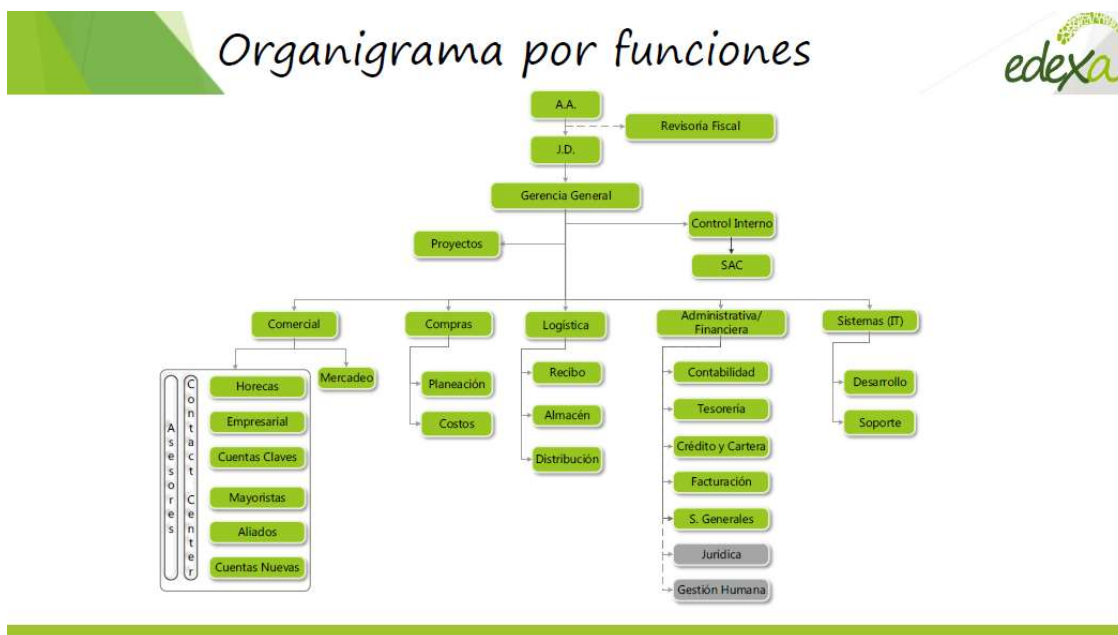 Organigrama por funciones
edexa
A.A.
Revisoría Fiscal
J.D.
Gerencia General
Control Interno
Proyectos
SAC
Comercial
Compras
Logística
Administrativa/
Financiera
Sistemas (IT)
Asesores
Contact Center
Horecas
Empresarial
Cuentas Claves
Mayoristas
Aliados
Cuentas Nuevas
Mercadeo
Planeación
Costos
Recibo
Almacén
Distribución
Contabilidad
Tesorería
Crédito y Cartera
Facturación
S. Generales
Jurídica
Gestión Humana
Desarrollo
Soporte